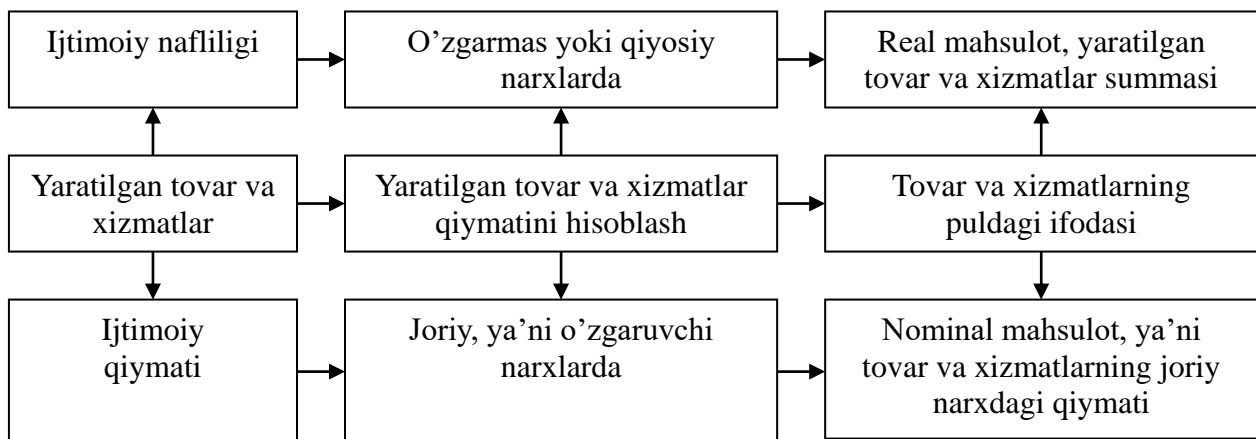 Ijtimoiy nafliligi
O’zgarmas yoki qiyosiy
narxlarda
Real mahsulot, yaratilgan
tovar va xizmatlar summasi
Yaratilgan tovar va
xizmatlar
Yaratilgan tovar va xizmatlar
qiymatini hisoblash
Tovar va xizmatlarning
puldagi ifodasi
Ijtimoiy
qiymati
Joriy, ya’ni o’zgaruvchi
narxlarda
Nominal mahsulot, ya’ni
tovar va xizmatlarning joriy
narxdagi qiymati